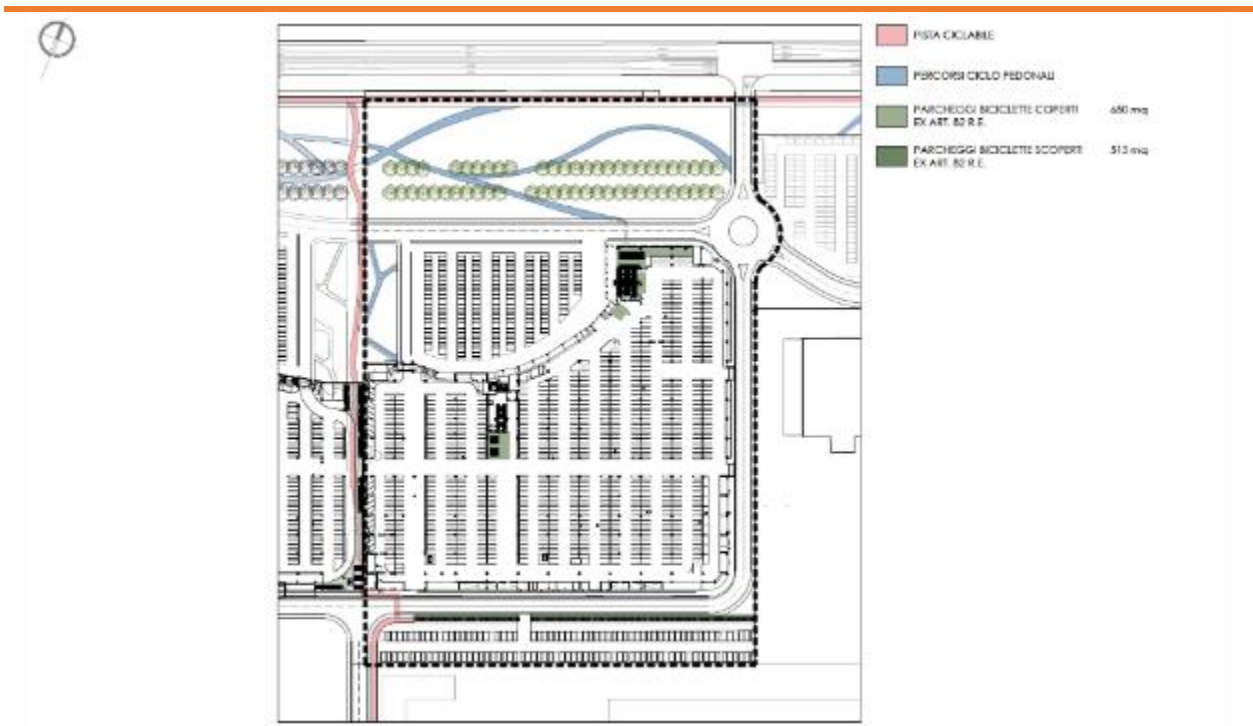 PISTA CICLABILE
PERCORSI CICLO PEDONALI
PARCHEGGI BICICLETTE COPERTI 680 mq
EX ART. 82 R.E.
PARCHEGGI BICICLETTE SCOPERTI 515 mq
EX ART. 82 R.E.